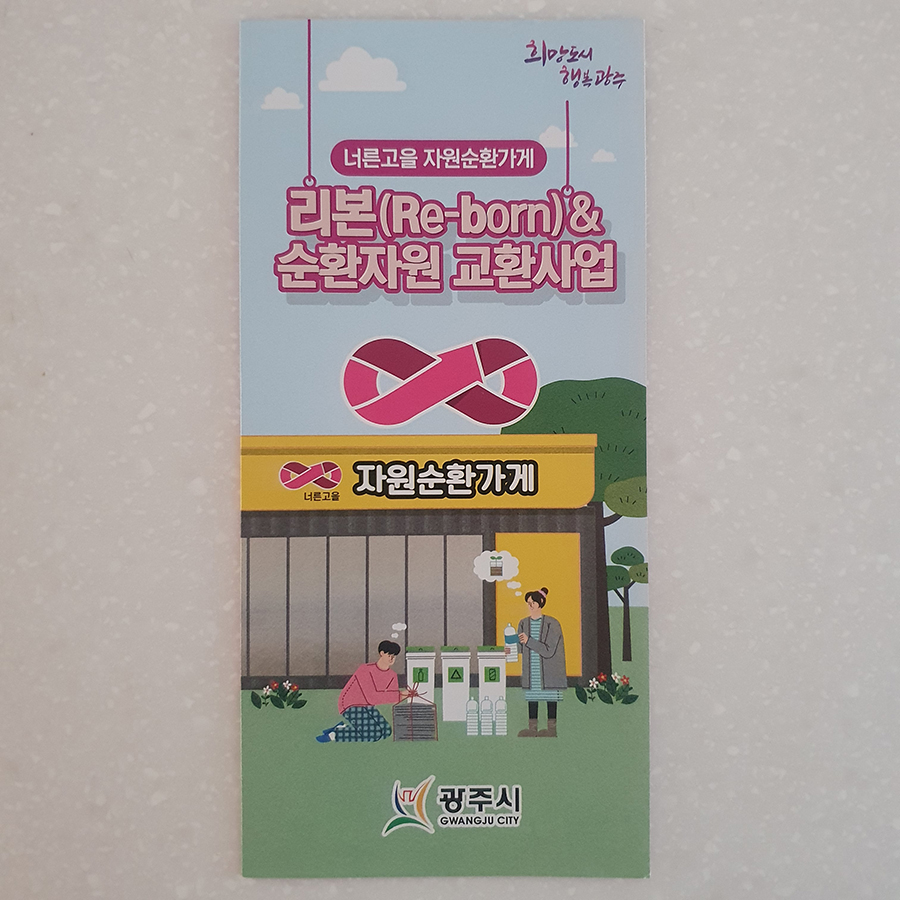 희망도시
행복광주
너른고을 자원순환가게
리본(Re-born)&
순환자원 교환사업
너른고을
자원순환가게
광주시
GWANGJU CITY